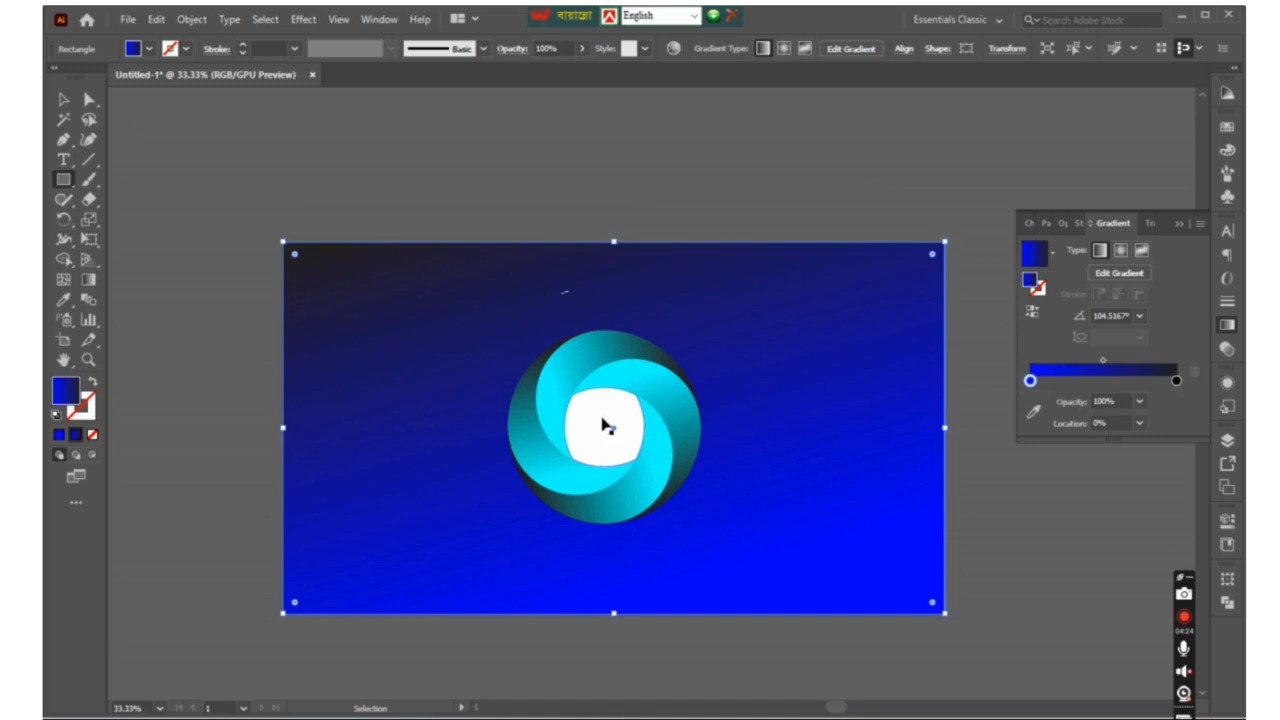 Ai File Edit Object Type Select Effect View Window Help বায়ান্নো English Essentials Classic Search Adobe Stock
Rectangle Stroke: Basic Opacity: 100% Style: Gradient Type: Edit Gradient Align Shape: Transform
Untitled-1* @ 33.33% (RGB/GPU Preview) ×
Gradient
Type:
Edit Gradient
Stroke:
104.5167°
Opacity: 100%
Location: 0%
04:24
33.33% 1 Selection